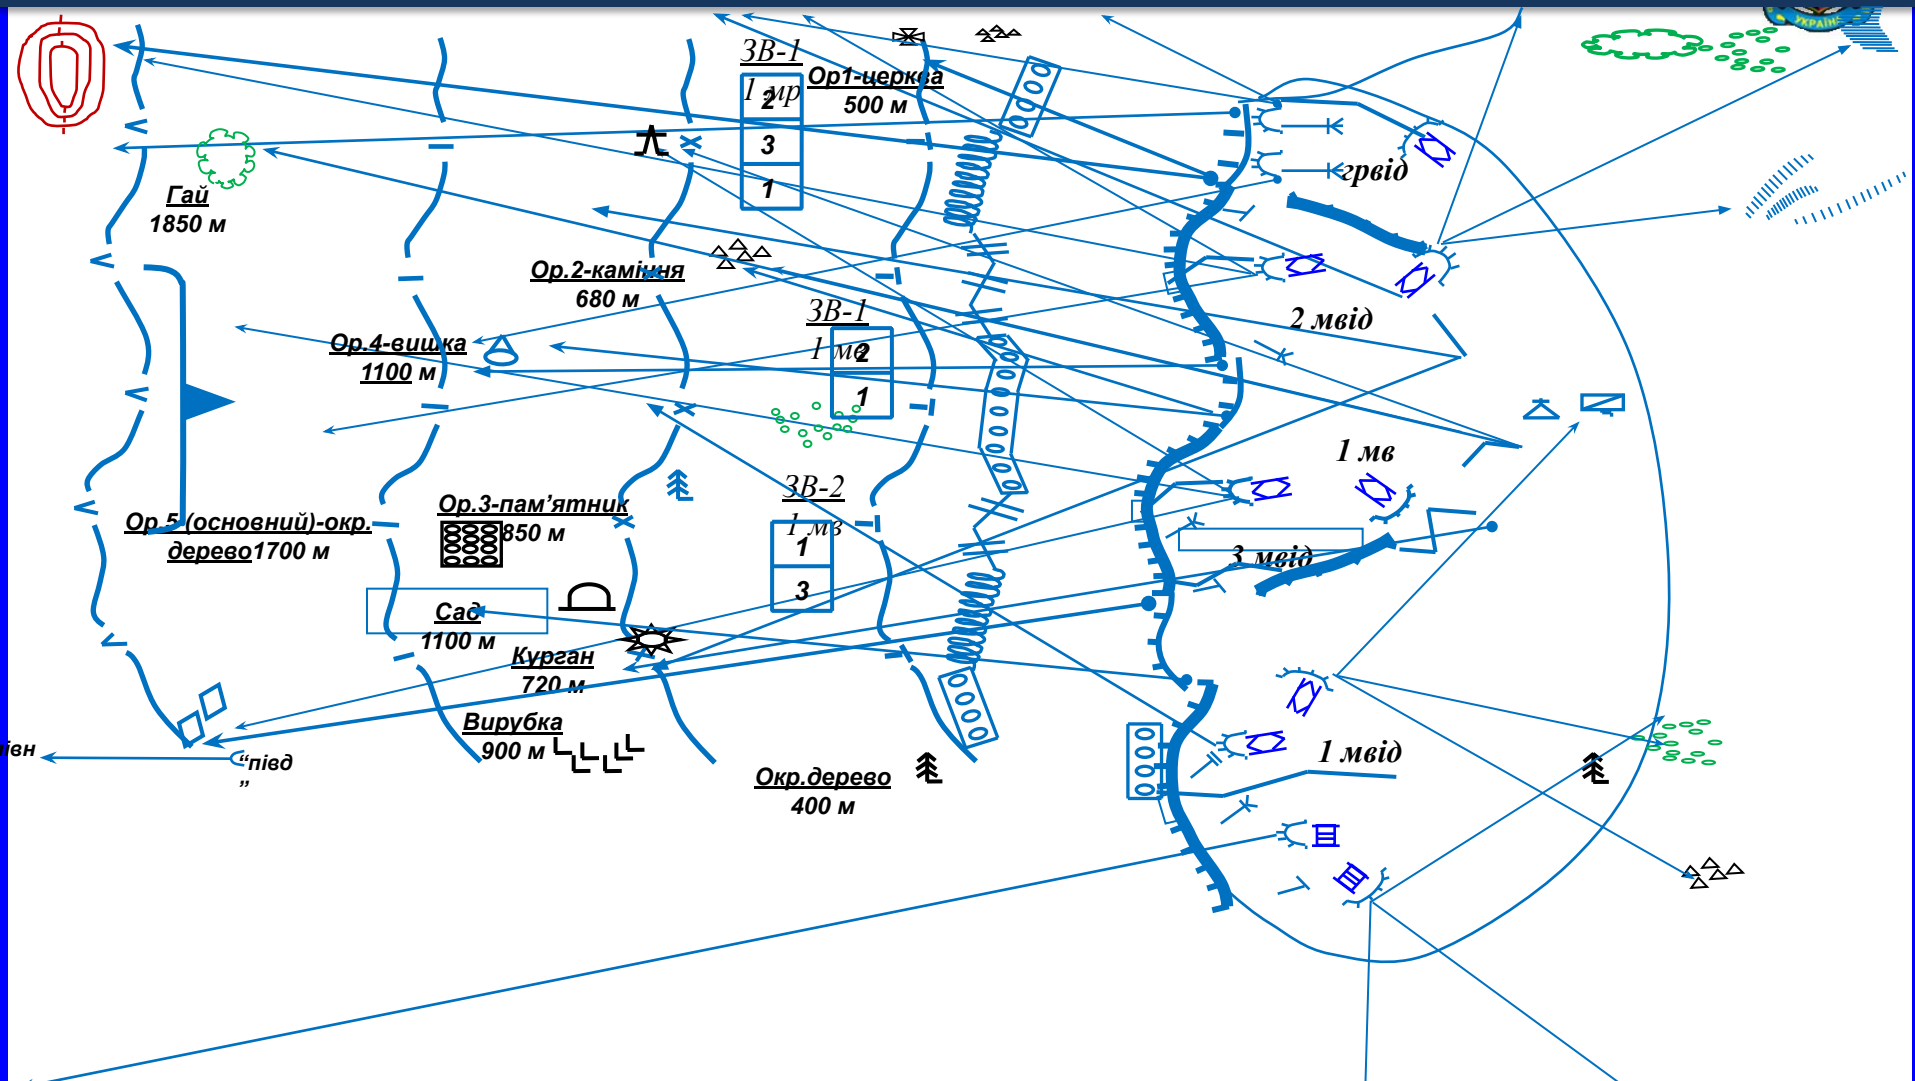 УКРАЇН
ЗВ-1
1 мр
2
3
1
Ор1-церква
500 м
грвід
Гай
1850 м
Ор.2-каміння
680 м
ЗВ-1
2
1
2 мвід
Ор.4-вишка
1100 м
1 мв
ЗВ-2
1 мз
1
3
Ор.3-пам’ятник
850 м
Ор.5 (основний)-окр.
дерево1700 м
3 мвід
Сад
1100 м
Курган
720 м
Вирубка
900 м
1 мвід
івн
“півд
”
Окр.дерево
400 м